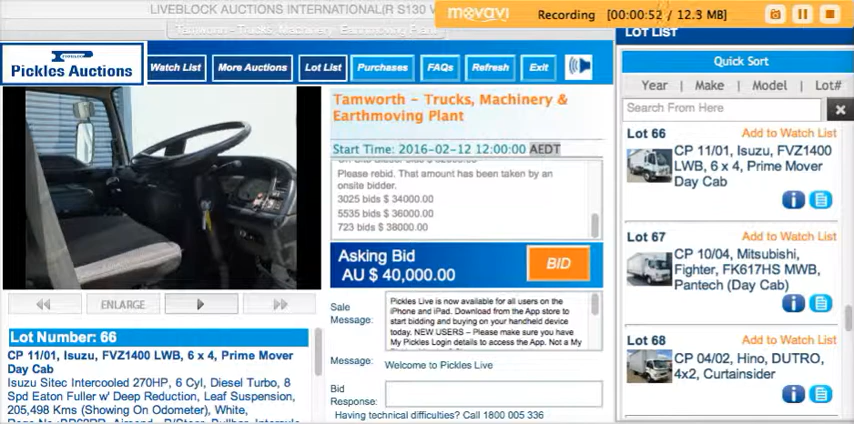 LIVEBLOCK AUCTIONS INTERNATIONAL(R S130
movavi
Recording [00:00:52 / 12.3 MB]
Tamworth - Trucks, Machinery Earthmoving Plant
Pickles Auctions
Watch List
More Auctions
Lot List
Purchases
FAQs
Refresh
Exit
Tamworth - Trucks, Machinery &
Earthmoving Plant
Start Time: 2016-02-12 12:00:00 AEDT
Please rebid. That amount has been taken by an
onsite bidder.
3025 bids $ 34000.00
5535 bids $ 36000.00
723 bids $ 38000.00
Asking Bid
AU $ 40,000.00
BID
ENLARGE
Sale
Message:
Pickles Live is now available for all users on the
iPhone and iPad. Download from the App store to
start bidding and buying on your handheld device
today. NEW USERS - Please make sure you have
My Pickles Login details to access the App. Not a My
Message:
Welcome to Pickles Live
Bid
Response:
Having technical difficulties? Call 1800 005 336
Lot Number: 66
CP 11/01, Isuzu, FVZ1400 LWB, 6 x 4, Prime Mover
Day Cab
Isuzu Sitec Intercooled 270HP, 6 Cyl, Diesel Turbo, 8
Spd Eaton Fuller w' Deep Reduction, Leaf Suspension,
205,498 Kms (Showing On Odometer), White,
LOT LIST
Quick Sort
Year | Make | Model | Lot#
Search From Here
Lot 66
Add to Watch List
CP 11/01, Isuzu, FVZ1400
LWB, 6 x 4, Prime Mover
Day Cab
Lot 67
Add to Watch List
CP 10/04, Mitsubishi,
Fighter, FK617HS MWB,
Pantech (Day Cab)
Lot 68
Add to Watch List
CP 04/02, Hino, DUTRO,
4x2, Curtainsider